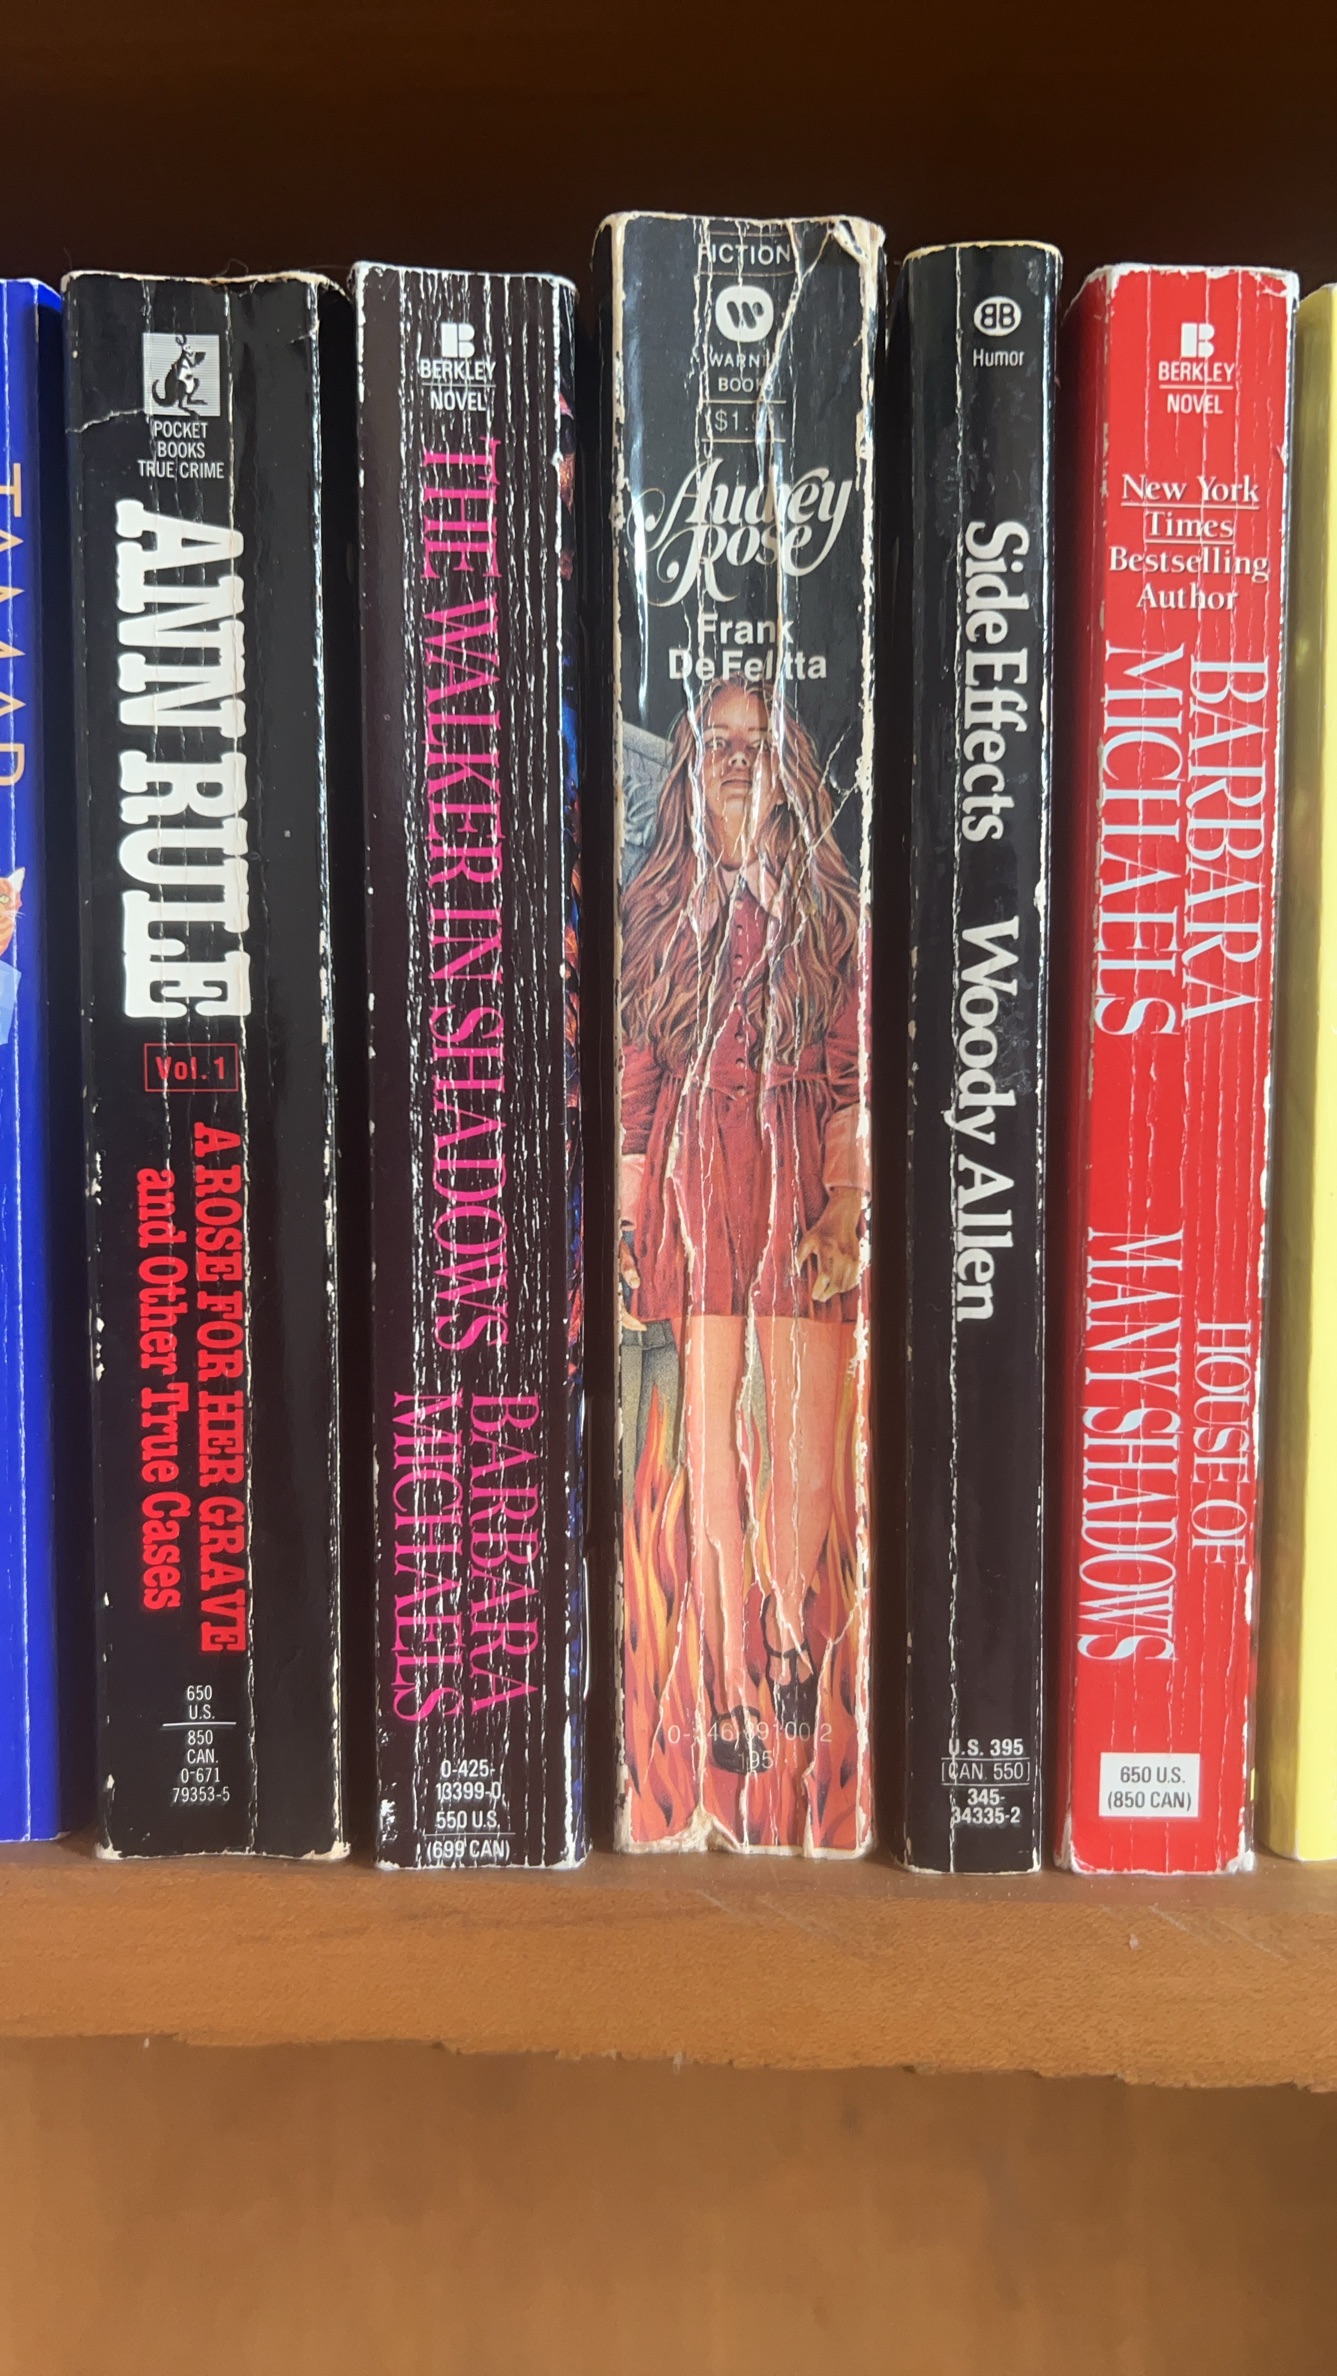 POCKET
BOOKS
TRUE CRIME
ANN RULE
Vol. 1
A ROSE FOR HER GRAVE
and Other True Cases
650
U.S.
850
CAN.
0-671
79353-5
B
BERKLEY
NOVEL
THE WALKER IN SHADOWS
BARBARA
MICHAELS
0-425-
13399-0
550 U.S.
(699 CAN)
FICTION
W
Audrey
Rose
Frank
De Felitta
195
BB
Humor
Side Effects Woody Allen
U.S. 395
CAN. 550
345-
34335-2
B
BERKLEY
NOVEL
New York
Times
Bestselling
Author
BARBARA
MICHAELS
HOUSE OF
MANY SHADOWS
650 U.S.
(850 CAN)